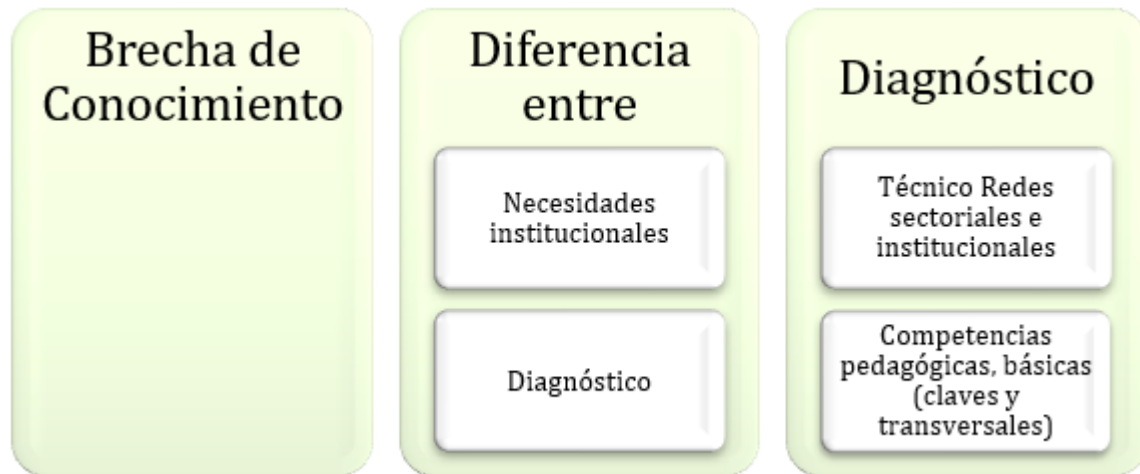 Brecha de
Conocimiento
Diferencia
entre
Necesidades
institucionales
Diagnóstico
Diagnóstico
Técnico Redes
sectoriales e
institucionales
Competencias
pedagógicas, básicas
(claves y
transversales)